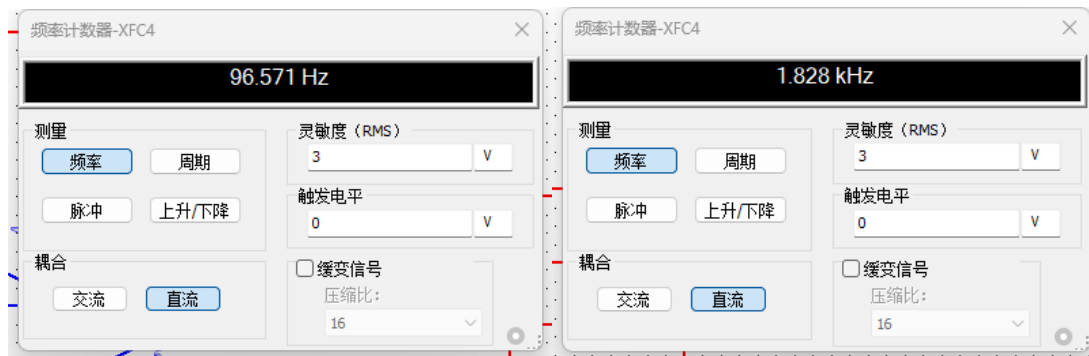 频率计数器-XFC4
96.571 Hz
测量
频率
周期
脉冲
上升/下降
耦合
交流
直流
灵敏度（RMS）
3
V
触发电平
0
V
缓变信号
压缩比：
16
频率计数器-XFC4
1.828 kHz
测量
频率
周期
脉冲
上升/下降
耦合
交流
直流
灵敏度（RMS）
3
V
触发电平
0
V
缓变信号
压缩比：
16